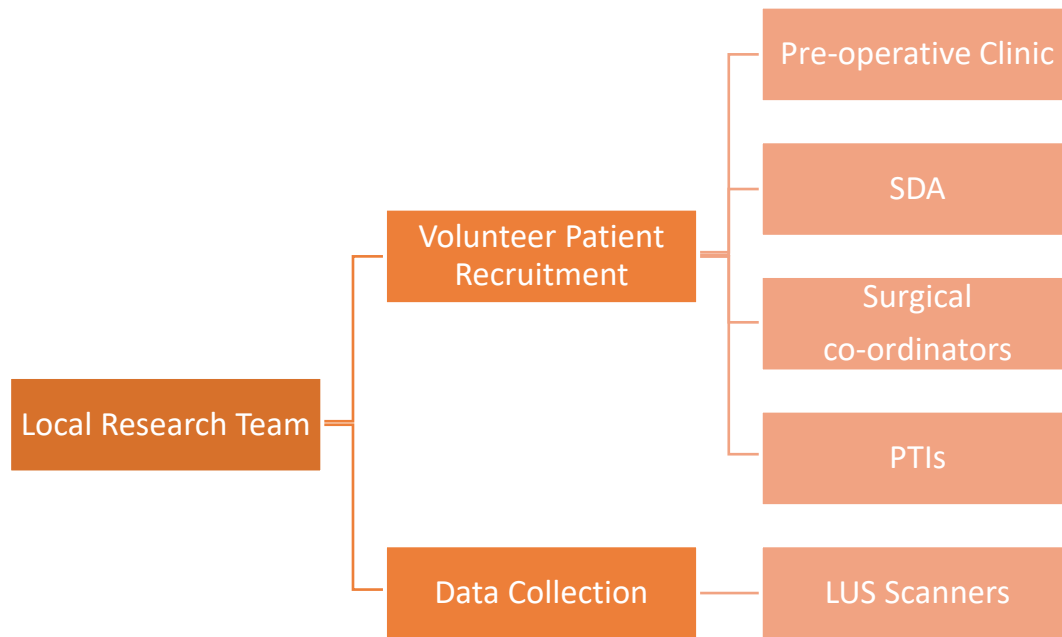 Pre-operative Clinic
SDA
Volunteer Patient
Recruitment
Surgical
co-ordinators
Local Research Team
PTIs
Data Collection
LUS Scanners